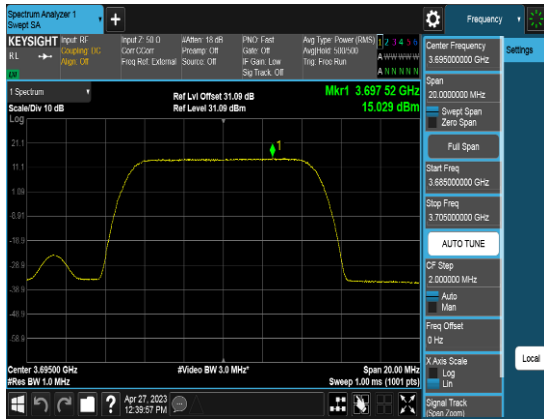 Spectrum Analyzer 1
Swept SA
Frequency
KEYSIGHT
RL
Input: RF
Coupling: DC
Align: Off
Input Z: 50 Ω
Corr CCorr
Freq Ref: External
#Atten: 18 dB
Preamp: Off
Source: Off
PNO: Fast
Gate: Off
IF Gain: Low
Sig Track: Off
Avg Type: Power (RMS)
Avg|Hold: 500/500
Trig: Free Run
1 2 3 4 5 6
A W W W W W
A N N N N N
1 Spectrum
Scale/Div 10 dB
Ref Lvl Offset 31.09 dB
Ref Level 31.09 dBm
Mkr1 3.697 52 GHz
15.029 dBm
Log
21.1
11.1
1.09
-8.91
-18.9
-28.9
-38.9
-48.9
-58.9
1
Center 3.69500 GHz
#Res BW 1.0 MHz
#Video BW 3.0 MHz*
Span 20.00 MHz
Sweep 1.00 ms (1001 pts)
Apr 27, 2023
12:39:57 PM
Center Frequency
3.695000000 GHz
Settings
Span
20.0000000 MHz
Swept Span
Zero Span
Full Span
Start Freq
3.685000000 GHz
Stop Freq
3.705000000 GHz
AUTO TUNE
CF Step
2.000000 MHz
Auto
Man
Freq Offset
0 Hz
X Axis Scale
Log
Lin
Local
Signal Track
(Span Zoom)